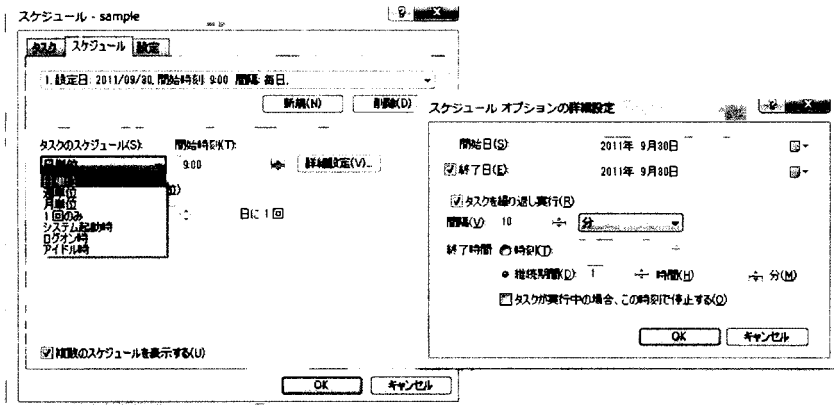 スケジュール - sample
タスク スケジュール 設定
1. 設定日: 2011/09/30, 開始時刻: 9:00 間隔: 毎日,
新規(N) 削除(D)
タスクのスケジュール(S): 開始時刻(T):
日単位 9:00 詳細設定(V)...
週単位
月単位
1回のみ
システム起動時
ログオン時
アイドル時
日に 1 回
複数のスケジュールを表示する(U)
OK キャンセル
スケジュール オプションの詳細設定
開始日(S): 2011年 9月30日
終了日(E): 2011年 9月30日
タスクを繰り返し実行(R)
間隔(V): 10 分
終了時間 時刻(T):
継続期間(D): 1 時間(H) 分(M)
タスクが実行中の場合、この時刻で停止する(O)
OK キャンセル